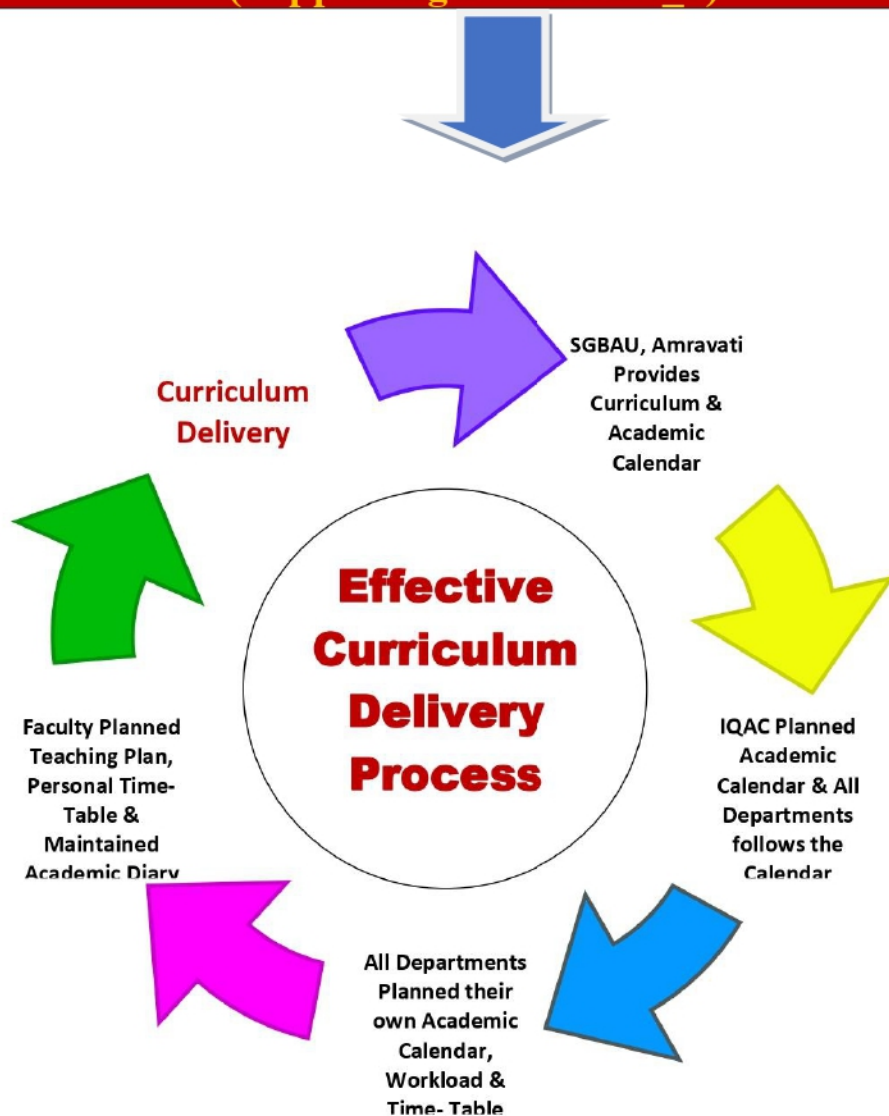 Curriculum
Delivery
SGBAU, Amravati
Provides
Curriculum &
Academic
Calendar
Effective
Curriculum
Delivery
Process
IQAC Planned
Academic
Calendar & All
Departments
follows the
Calendar
All Departments
Planned their
own Academic
Calendar,
Workload &
Time- Table
Faculty Planned
Teaching Plan,
Personal Time-
Table &
Maintained
Academic Diary